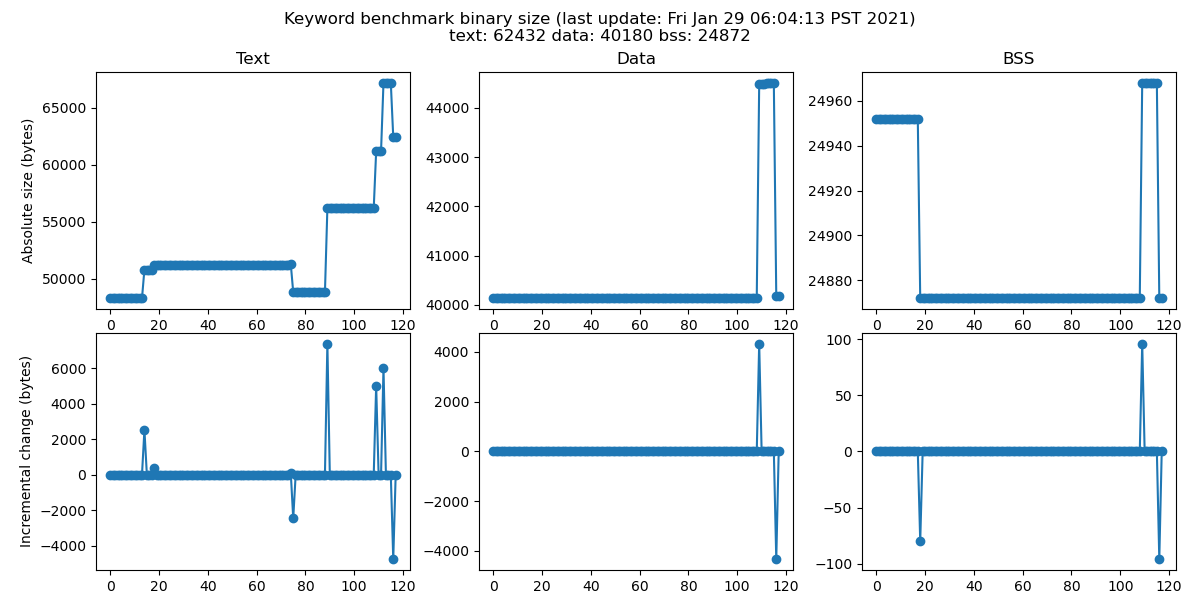 Keyword benchmark binary size (last update: Fri Jan 29 06:04:13 PST 2021)
text: 62432 data: 40180 bss: 24872
Text
Data
BSS
Absolute size (bytes)
65000
60000
55000
50000
0 20 40 60 80 100 120
44000
43000
42000
41000
40000
0 20 40 60 80 100 120
24960
24940
24920
24900
24880
0 20 40 60 80 100 120
Incremental change (bytes)
6000
4000
2000
0
−2000
−4000
0 20 40 60 80 100 120
4000
2000
0
−2000
−4000
0 20 40 60 80 100 120
100
50
0
−50
−100
0 20 40 60 80 100 120